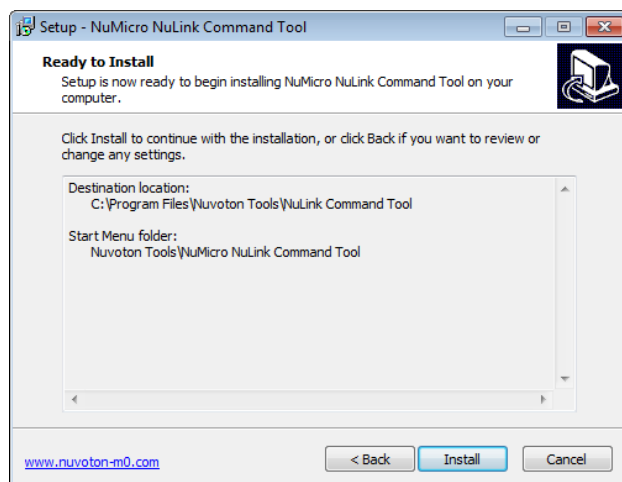 Setup - NuMicro NuLink Command Tool
Ready to Install
Setup is now ready to begin installing NuMicro NuLink Command Tool on your
computer.
Click Install to continue with the installation, or click Back if you want to review or
change any settings.
Destination location:
C:\Program Files\Nuvoton Tools\NuLink Command Tool
Start Menu folder:
Nuvoton Tools\NuMicro NuLink Command Tool
www.nuvoton-m0.com
< Back
Install
Cancel